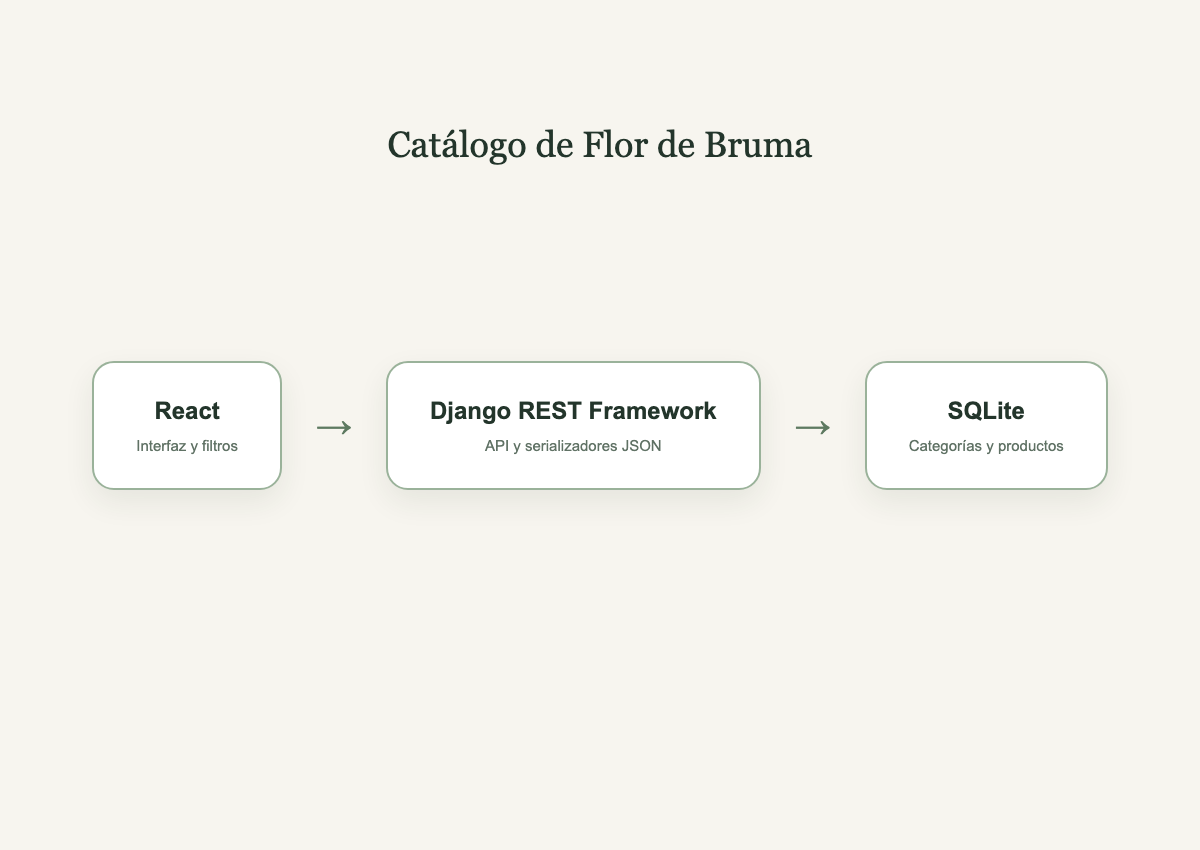 Catálogo de Flor de Bruma
React
Interfaz y filtros
→
Django REST Framework
API y serializadores JSON
→
SQLite
Categorías y productos